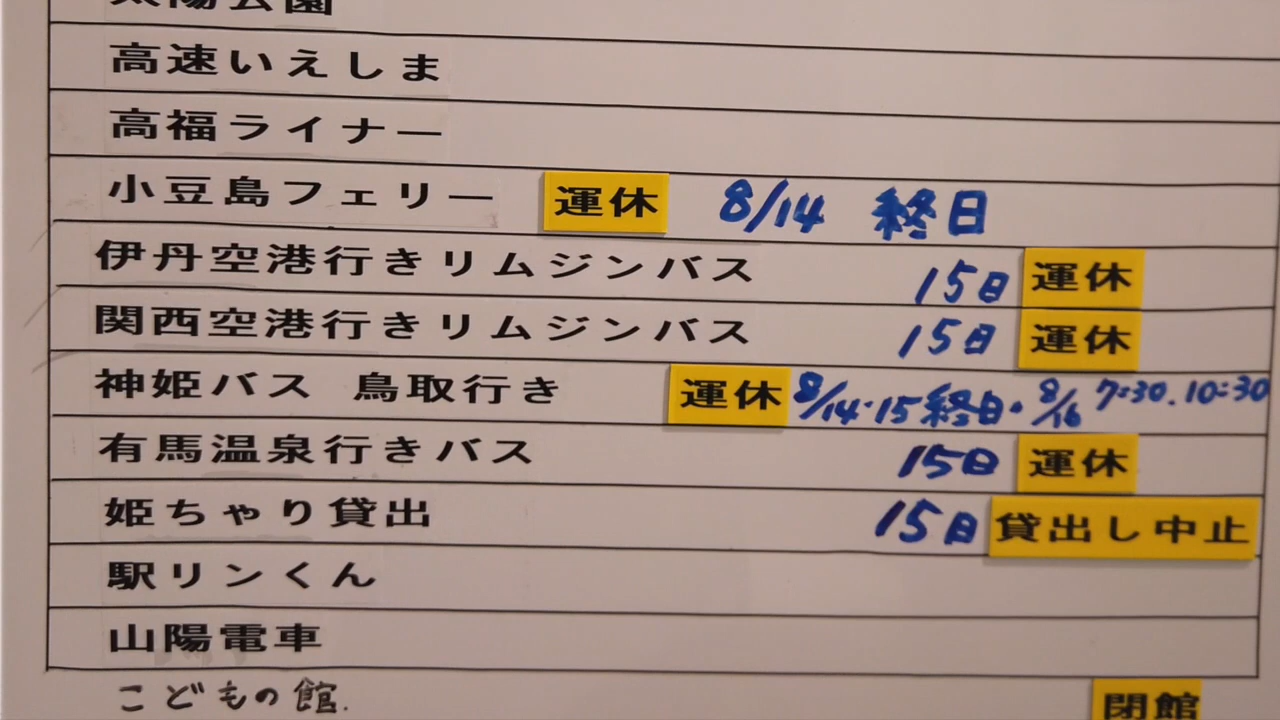 太陽公園
高速いえしま
高福ライナー
小豆島フェリー 運休 8/14 終日
伊丹空港行きリムジンバス 15日 運休
関西空港行きリムジンバス 15日 運休
神姫バス 鳥取行き 運休 8/14・15終日・8/16 7:30.10:30
有馬温泉行きバス 15日 運休
姫ちゃり貸出 15日 貸出し中止
駅リンくん
山陽電車
こどもの館. 閉館